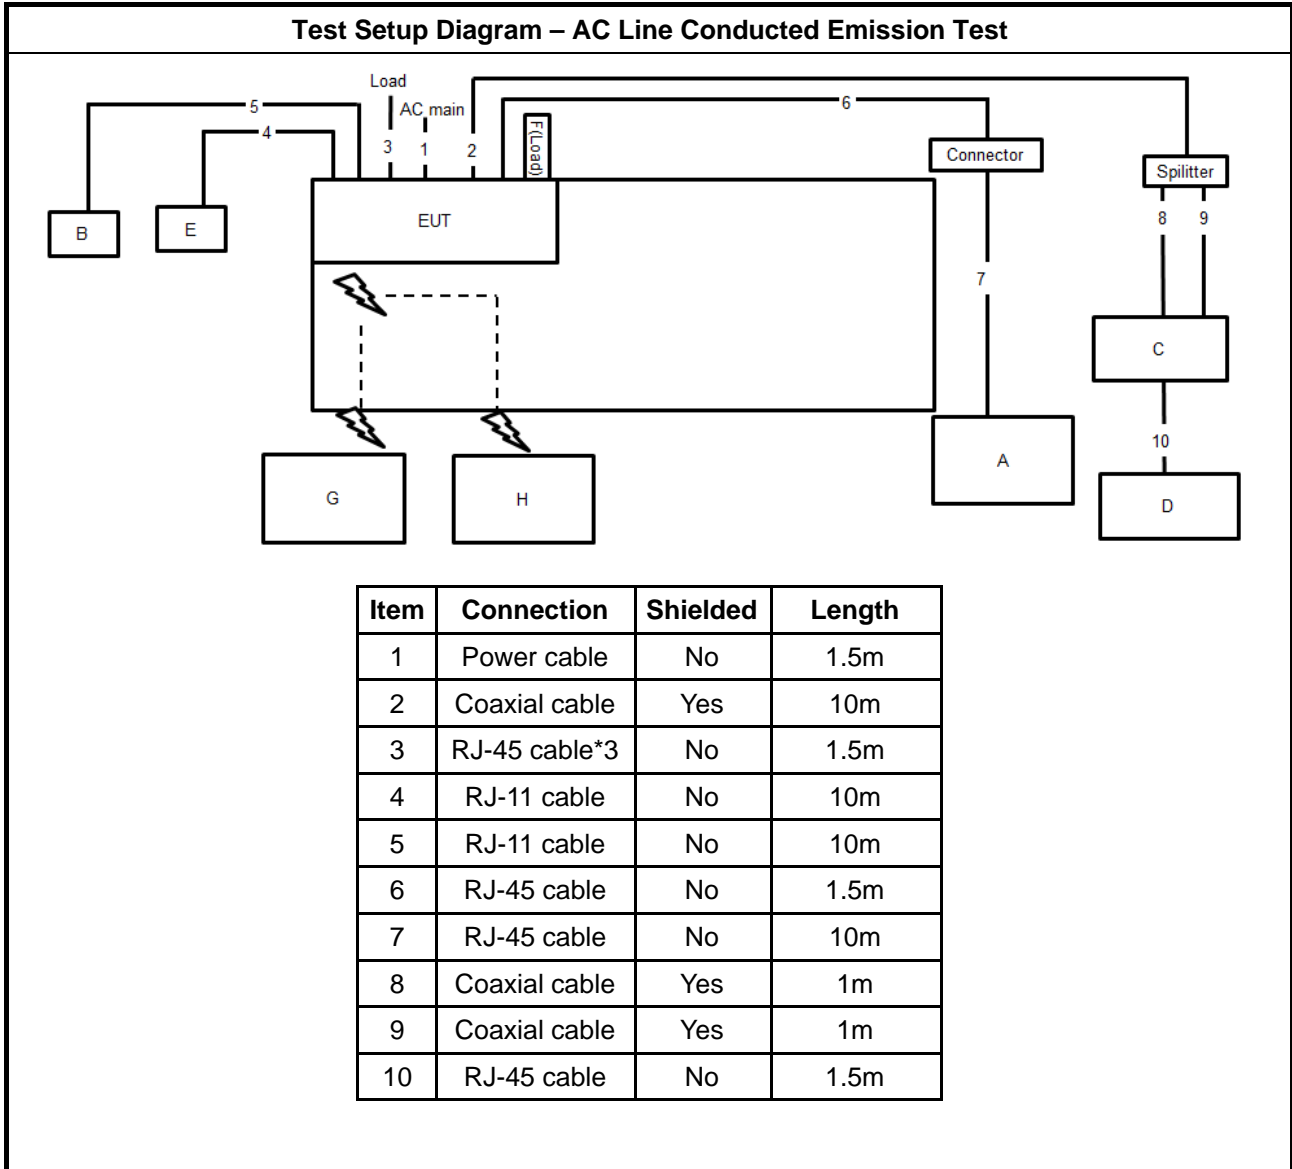 Test Setup Diagram – AC Line Conducted Emission Test
Load
5
AC main
6
4
F(Load)
3
1
2
Connector
Spilitter
B
E
EUT
8
9
7
C
10
A
G
H
D
Item Connection Shielded Length
1 Power cable No 1.5m
2 Coaxial cable Yes 10m
3 RJ-45 cable*3 No 1.5m
4 RJ-11 cable No 10m
5 RJ-11 cable No 10m
6 RJ-45 cable No 1.5m
7 RJ-45 cable No 10m
8 Coaxial cable Yes 1m
9 Coaxial cable Yes 1m
10 RJ-45 cable No 1.5m